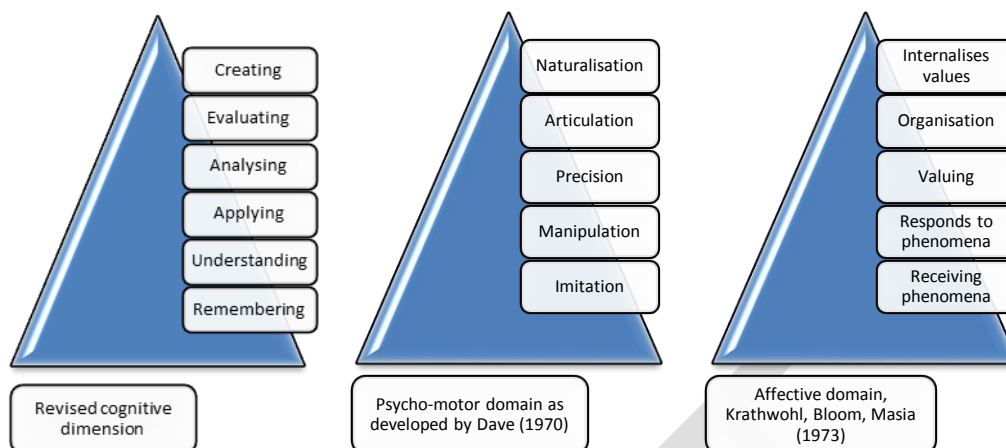 Creating
Evaluating
Analysing
Applying
Understanding
Remembering
Revised cognitive
dimension
Naturalisation
Articulation
Precision
Manipulation
Imitation
Psycho-motor domain as
developed by Dave (1970)
Internalises
values
Organisation
Valuing
Responds to
phenomena
Receiving
phenomena
Affective domain,
Krathwohl, Bloom, Masia
(1973)